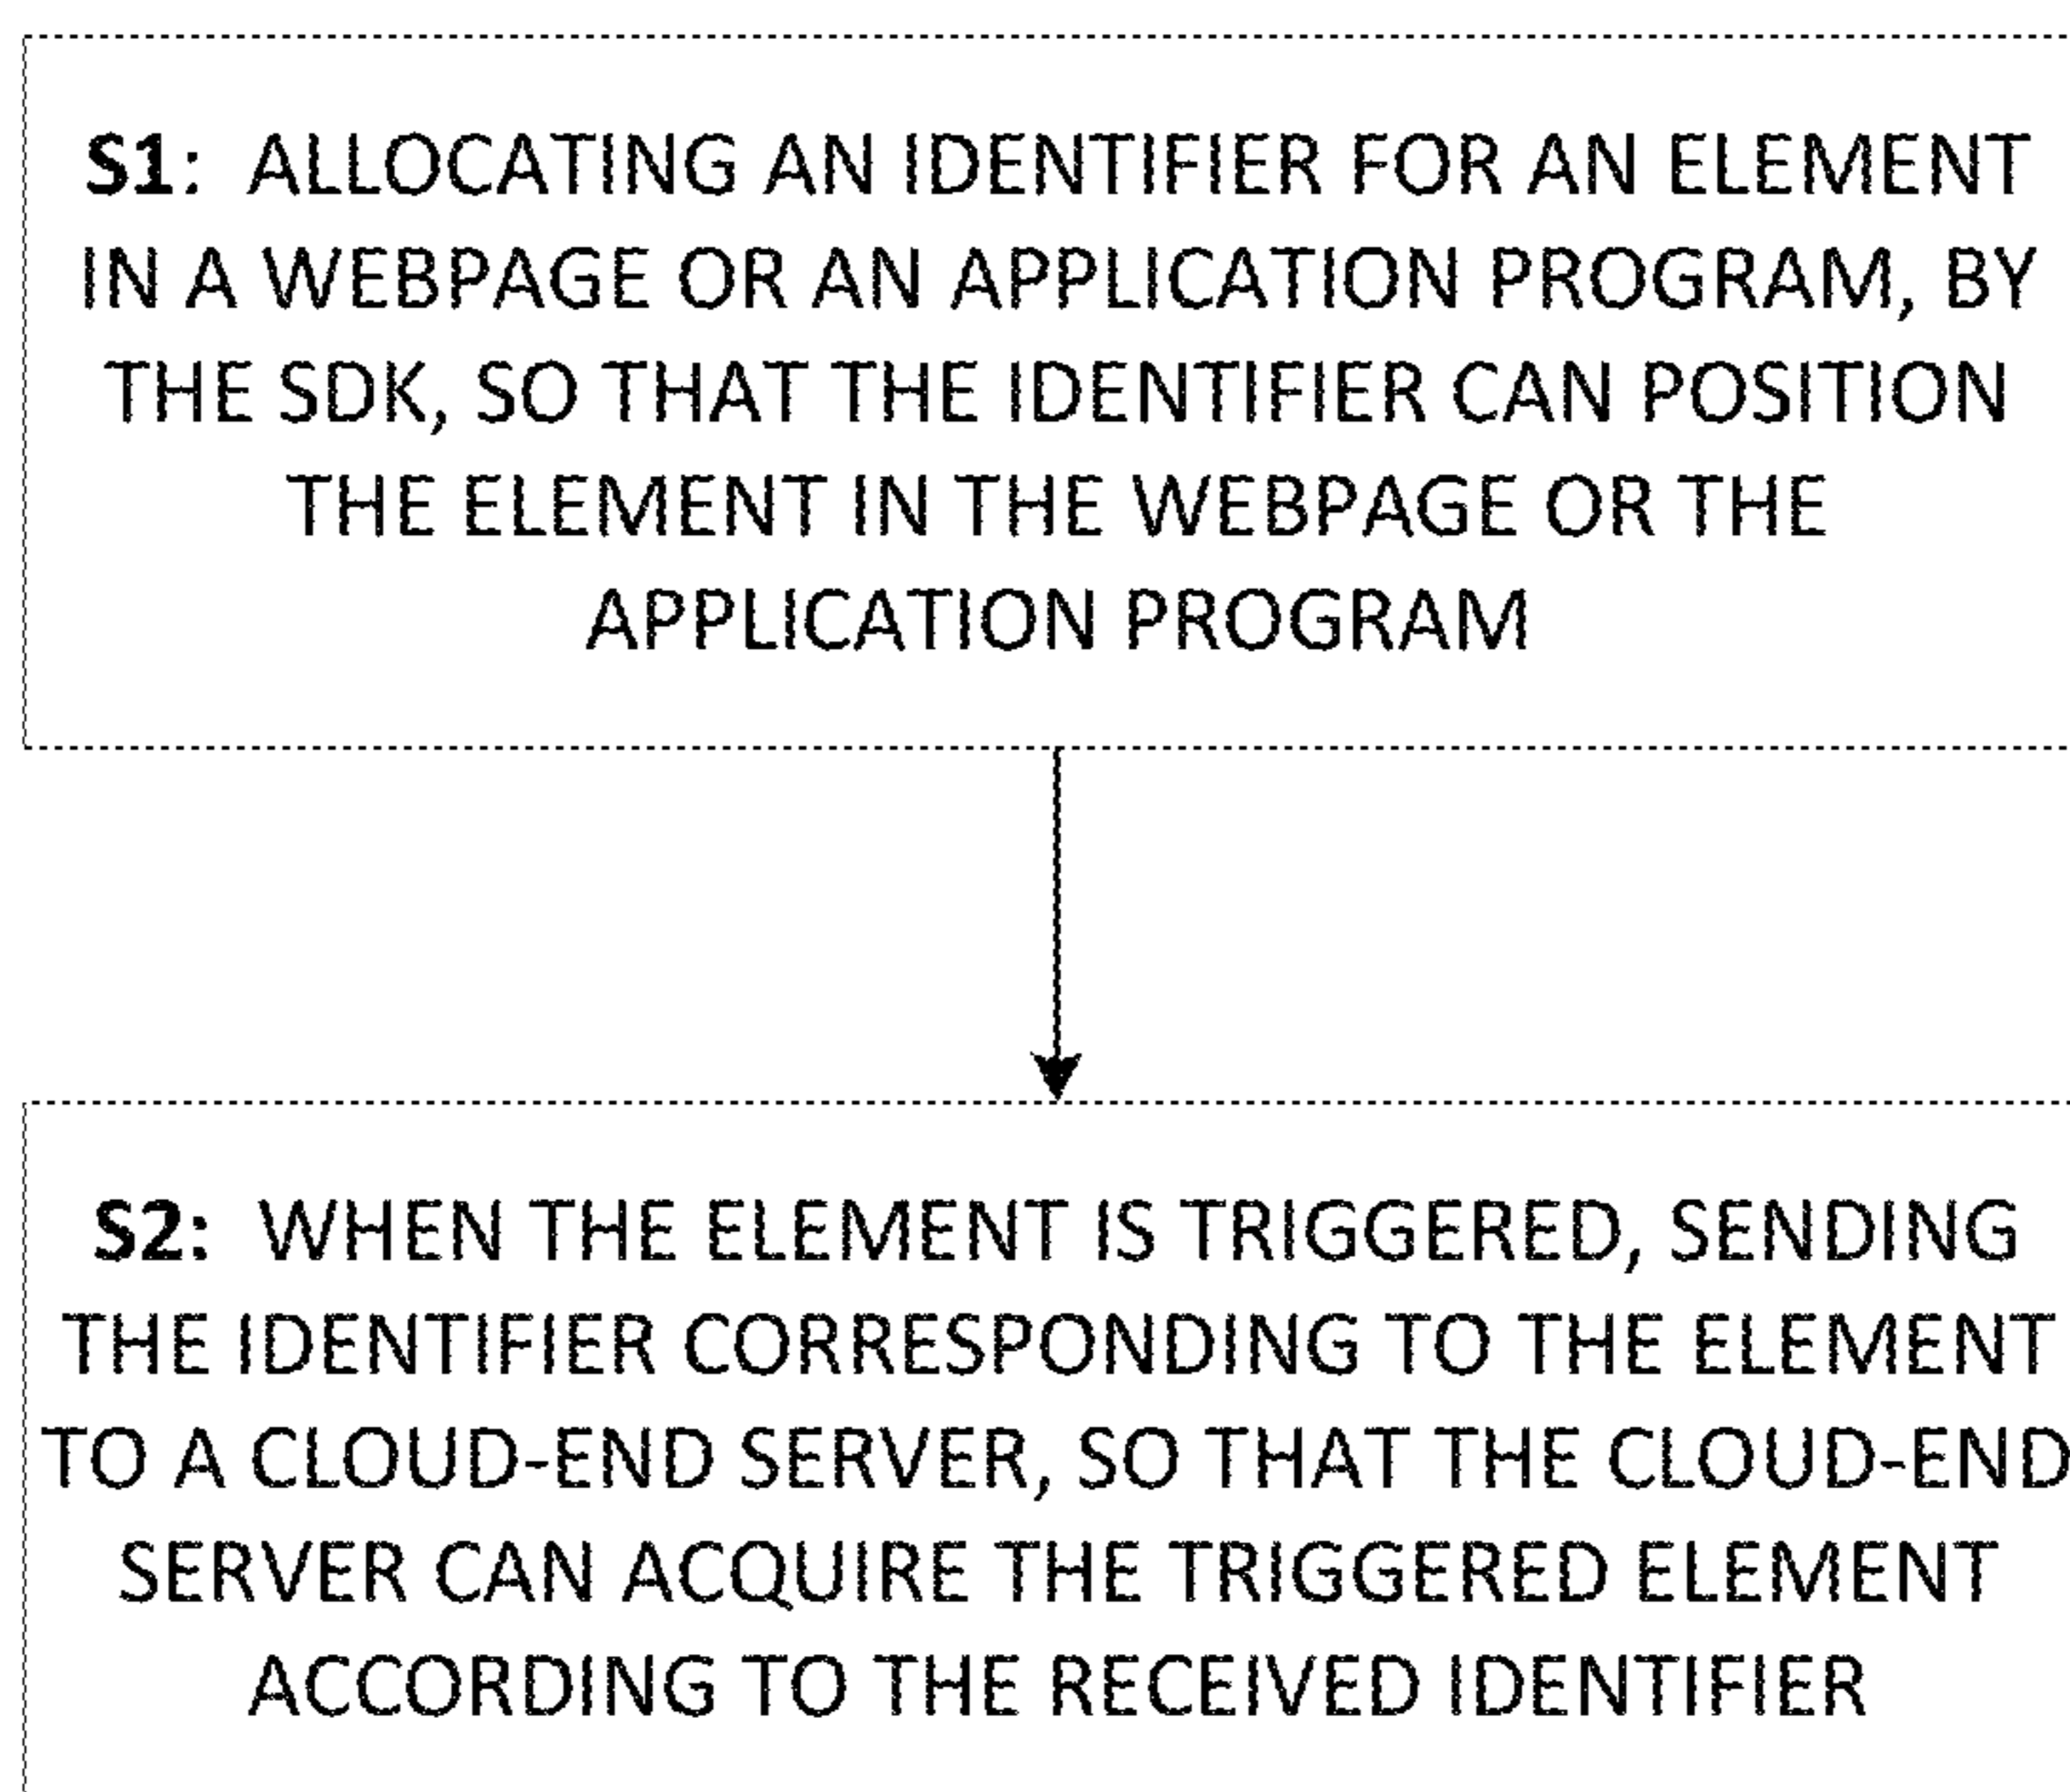 S1: ALLOCATING AN IDENTIFIER FOR AN ELEMENT
IN A WEBPAGE OR AN APPLICATION PROGRAM, BY
THE SDK, SO THAT THE IDENTIFIER CAN POSITION
THE ELEMENT IN THE WEBPAGE OR THE
APPLICATION PROGRAM
S2: WHEN THE ELEMENT IS TRIGGERED, SENDING
THE IDENTIFIER CORRESPONDING TO THE ELEMENT
TO A CLOUD-END SERVER, SO THAT THE CLOUD-END
SERVER CAN ACQUIRE THE TRIGGERED ELEMENT
ACCORDING TO THE RECEIVED IDENTIFIER